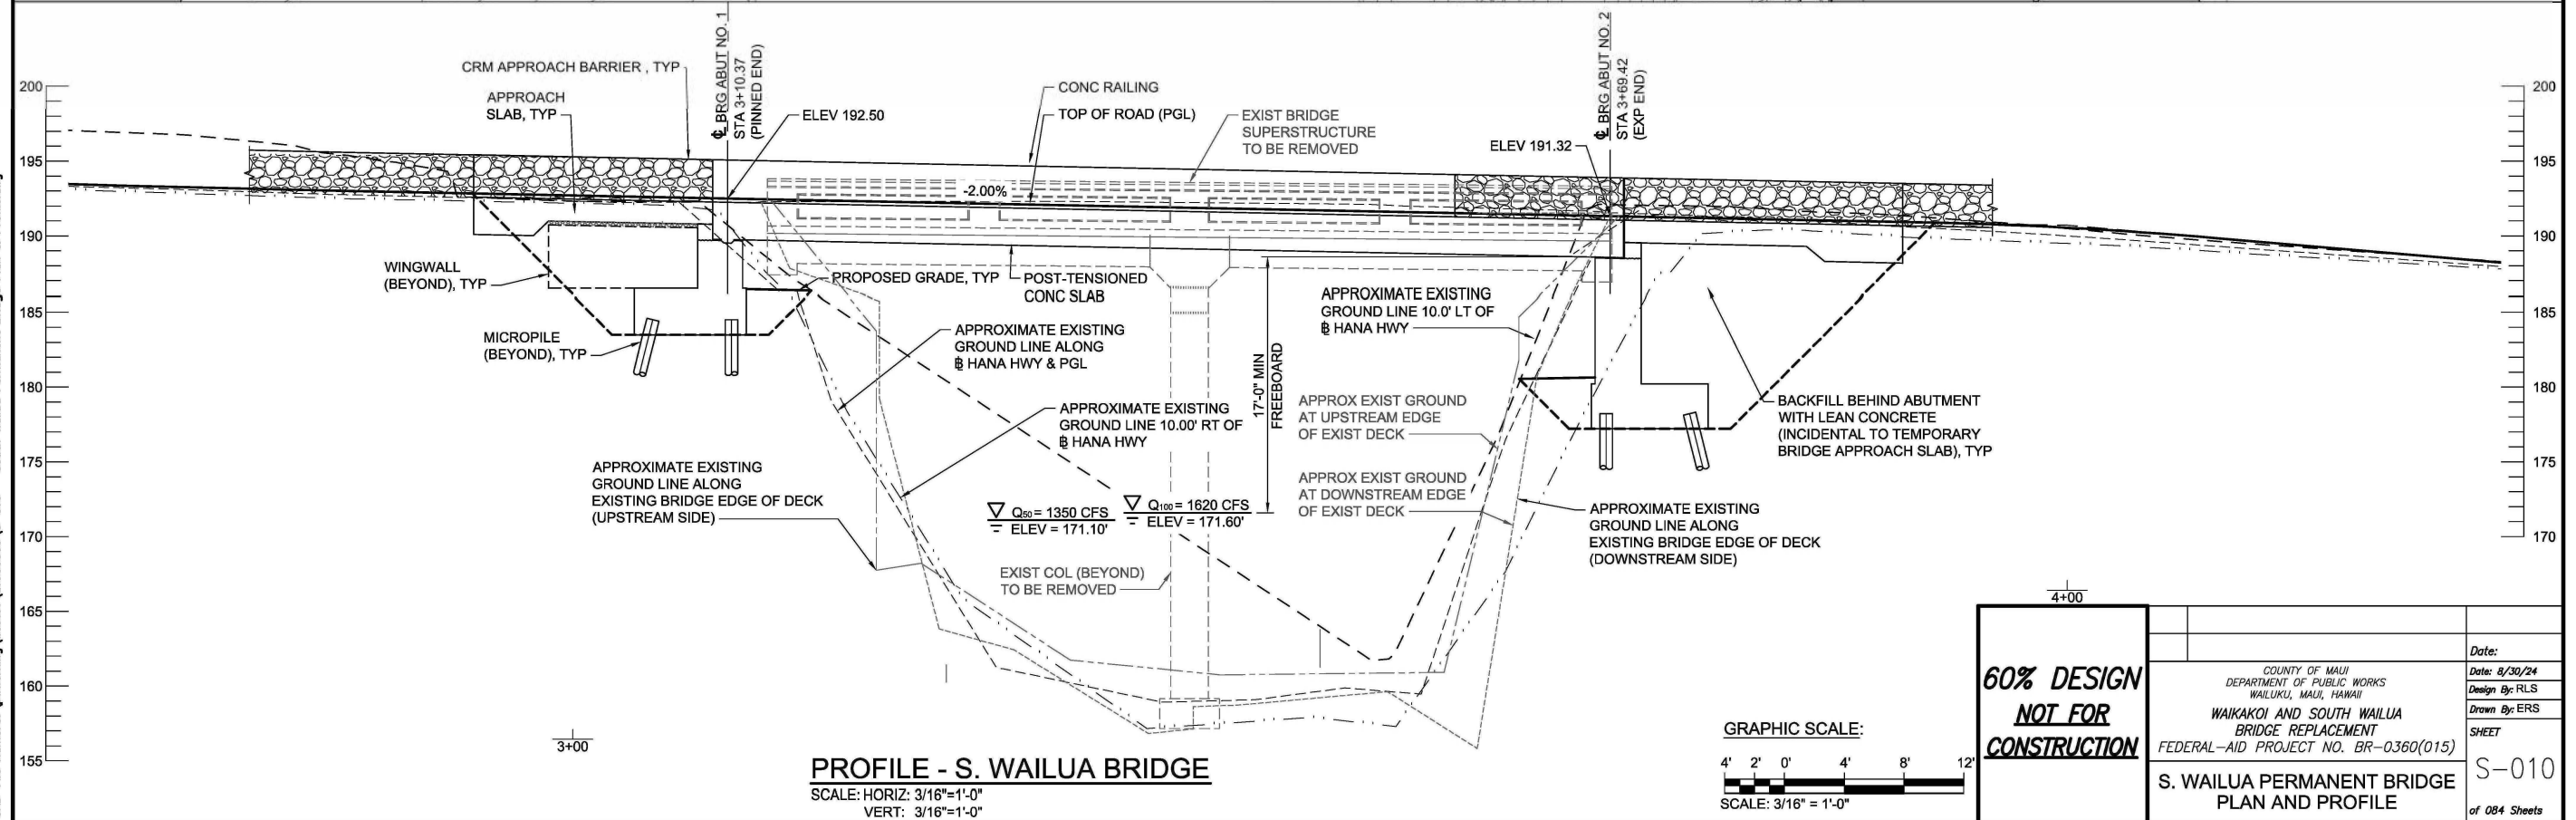 ℄ BRG ABUT NO. 1
STA 3+10.37
(PINNED END)
℄ BRG ABUT NO. 2
STA 3+69.42
(EXP END)
CRM APPROACH BARRIER , TYP
APPROACH
SLAB, TYP
ELEV 192.50
CONC RAILING
TOP OF ROAD (PGL)
EXIST BRIDGE
SUPERSTRUCTURE
TO BE REMOVED
ELEV 191.32
-2.00%
200
195
190
185
180
175
170
165
160
155
200
195
190
185
180
175
170
WINGWALL
(BEYOND), TYP
MICROPILE
(BEYOND), TYP
PROPOSED GRADE, TYP
POST-TENSIONED
CONC SLAB
APPROXIMATE EXISTING
GROUND LINE ALONG
HANA HWY & PGL
APPROXIMATE EXISTING
GROUND LINE 10.00' RT OF
HANA HWY
APPROXIMATE EXISTING
GROUND LINE ALONG
EXISTING BRIDGE EDGE OF DECK
(UPSTREAM SIDE)
17'-0" MIN
FREEBOARD
APPROXIMATE EXISTING
GROUND LINE 10.0' LT OF
HANA HWY
APPROX EXIST GROUND
AT UPSTREAM EDGE
OF EXIST DECK
APPROX EXIST GROUND
AT DOWNSTREAM EDGE
OF EXIST DECK
BACKFILL BEHIND ABUTMENT
WITH LEAN CONCRETE
(INCIDENTAL TO TEMPORARY
BRIDGE APPROACH SLAB), TYP
APPROXIMATE EXISTING
GROUND LINE ALONG
EXISTING BRIDGE EDGE OF DECK
(DOWNSTREAM SIDE)
Q50 = 1350 CFS
ELEV = 171.10'
Q100 = 1620 CFS
ELEV = 171.60'
EXIST COL (BEYOND)
TO BE REMOVED
3+00
4+00
PROFILE - S. WAILUA BRIDGE
SCALE: HORIZ: 3/16"=1'-0"
VERT: 3/16"=1'-0"
GRAPHIC SCALE:
4' 2' 0' 4' 8' 12'
SCALE: 3/16" = 1'-0"
60% DESIGN
NOT FOR
CONSTRUCTION
COUNTY OF MAUI
DEPARTMENT OF PUBLIC WORKS
WAILUKU, MAUI, HAWAII
WAIKAKOI AND SOUTH WAILUA
BRIDGE REPLACEMENT
FEDERAL-AID PROJECT NO. BR-0360(015)
S. WAILUA PERMANENT BRIDGE
PLAN AND PROFILE
Date:
Date: 8/30/24
Design By: RLS
Drawn By: ERS
SHEET
S-010
of 084 Sheets